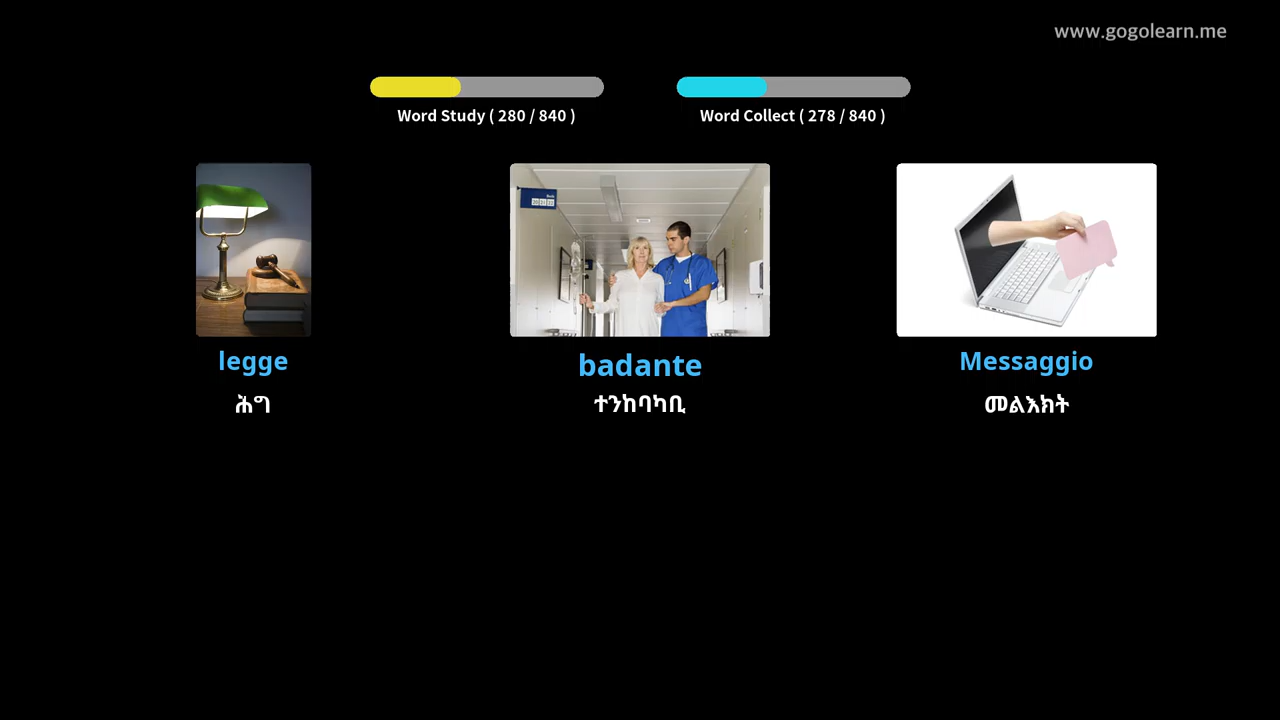 www.gogolearn.me
Word Study ( 280 / 840 )
Word Collect ( 278 / 840 )
legge
badante
Messaggio
ሕግ
ተንከባካቢ
መልእክት